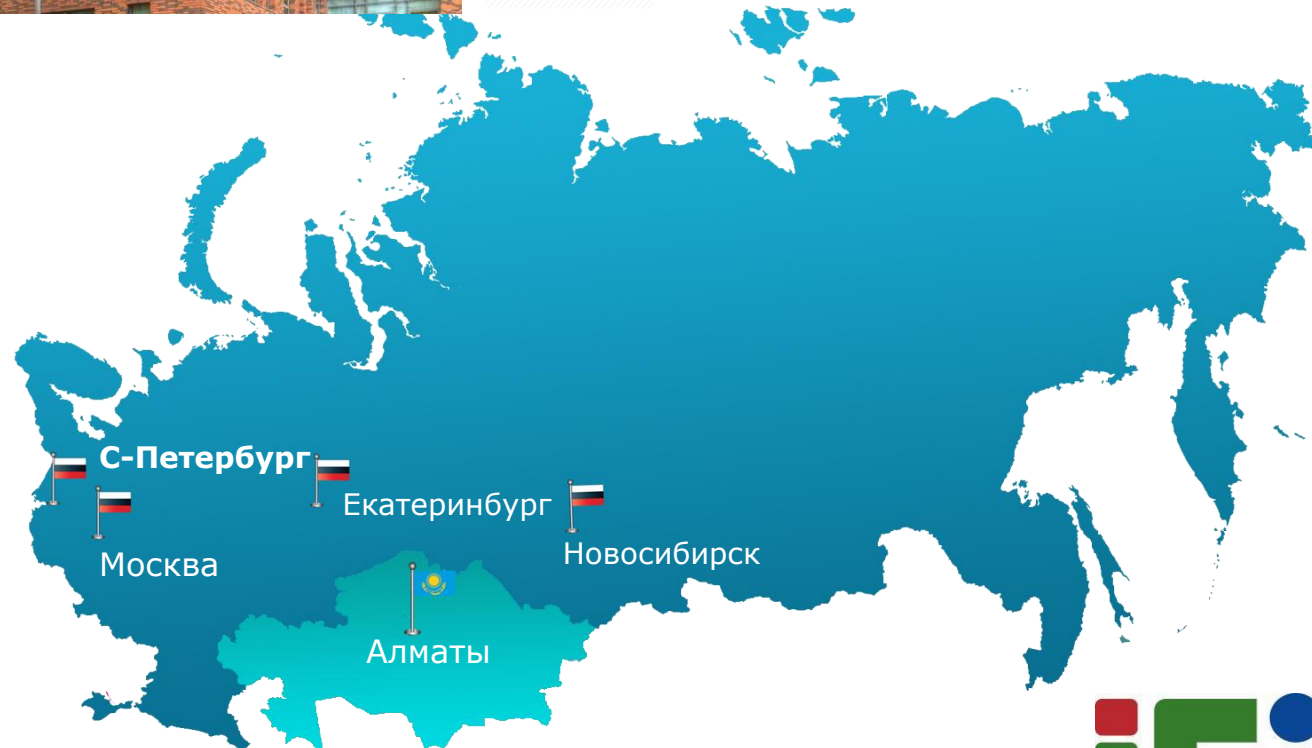 С-Петербург
Екатеринбург
Москва
Новосибирск
Алматы